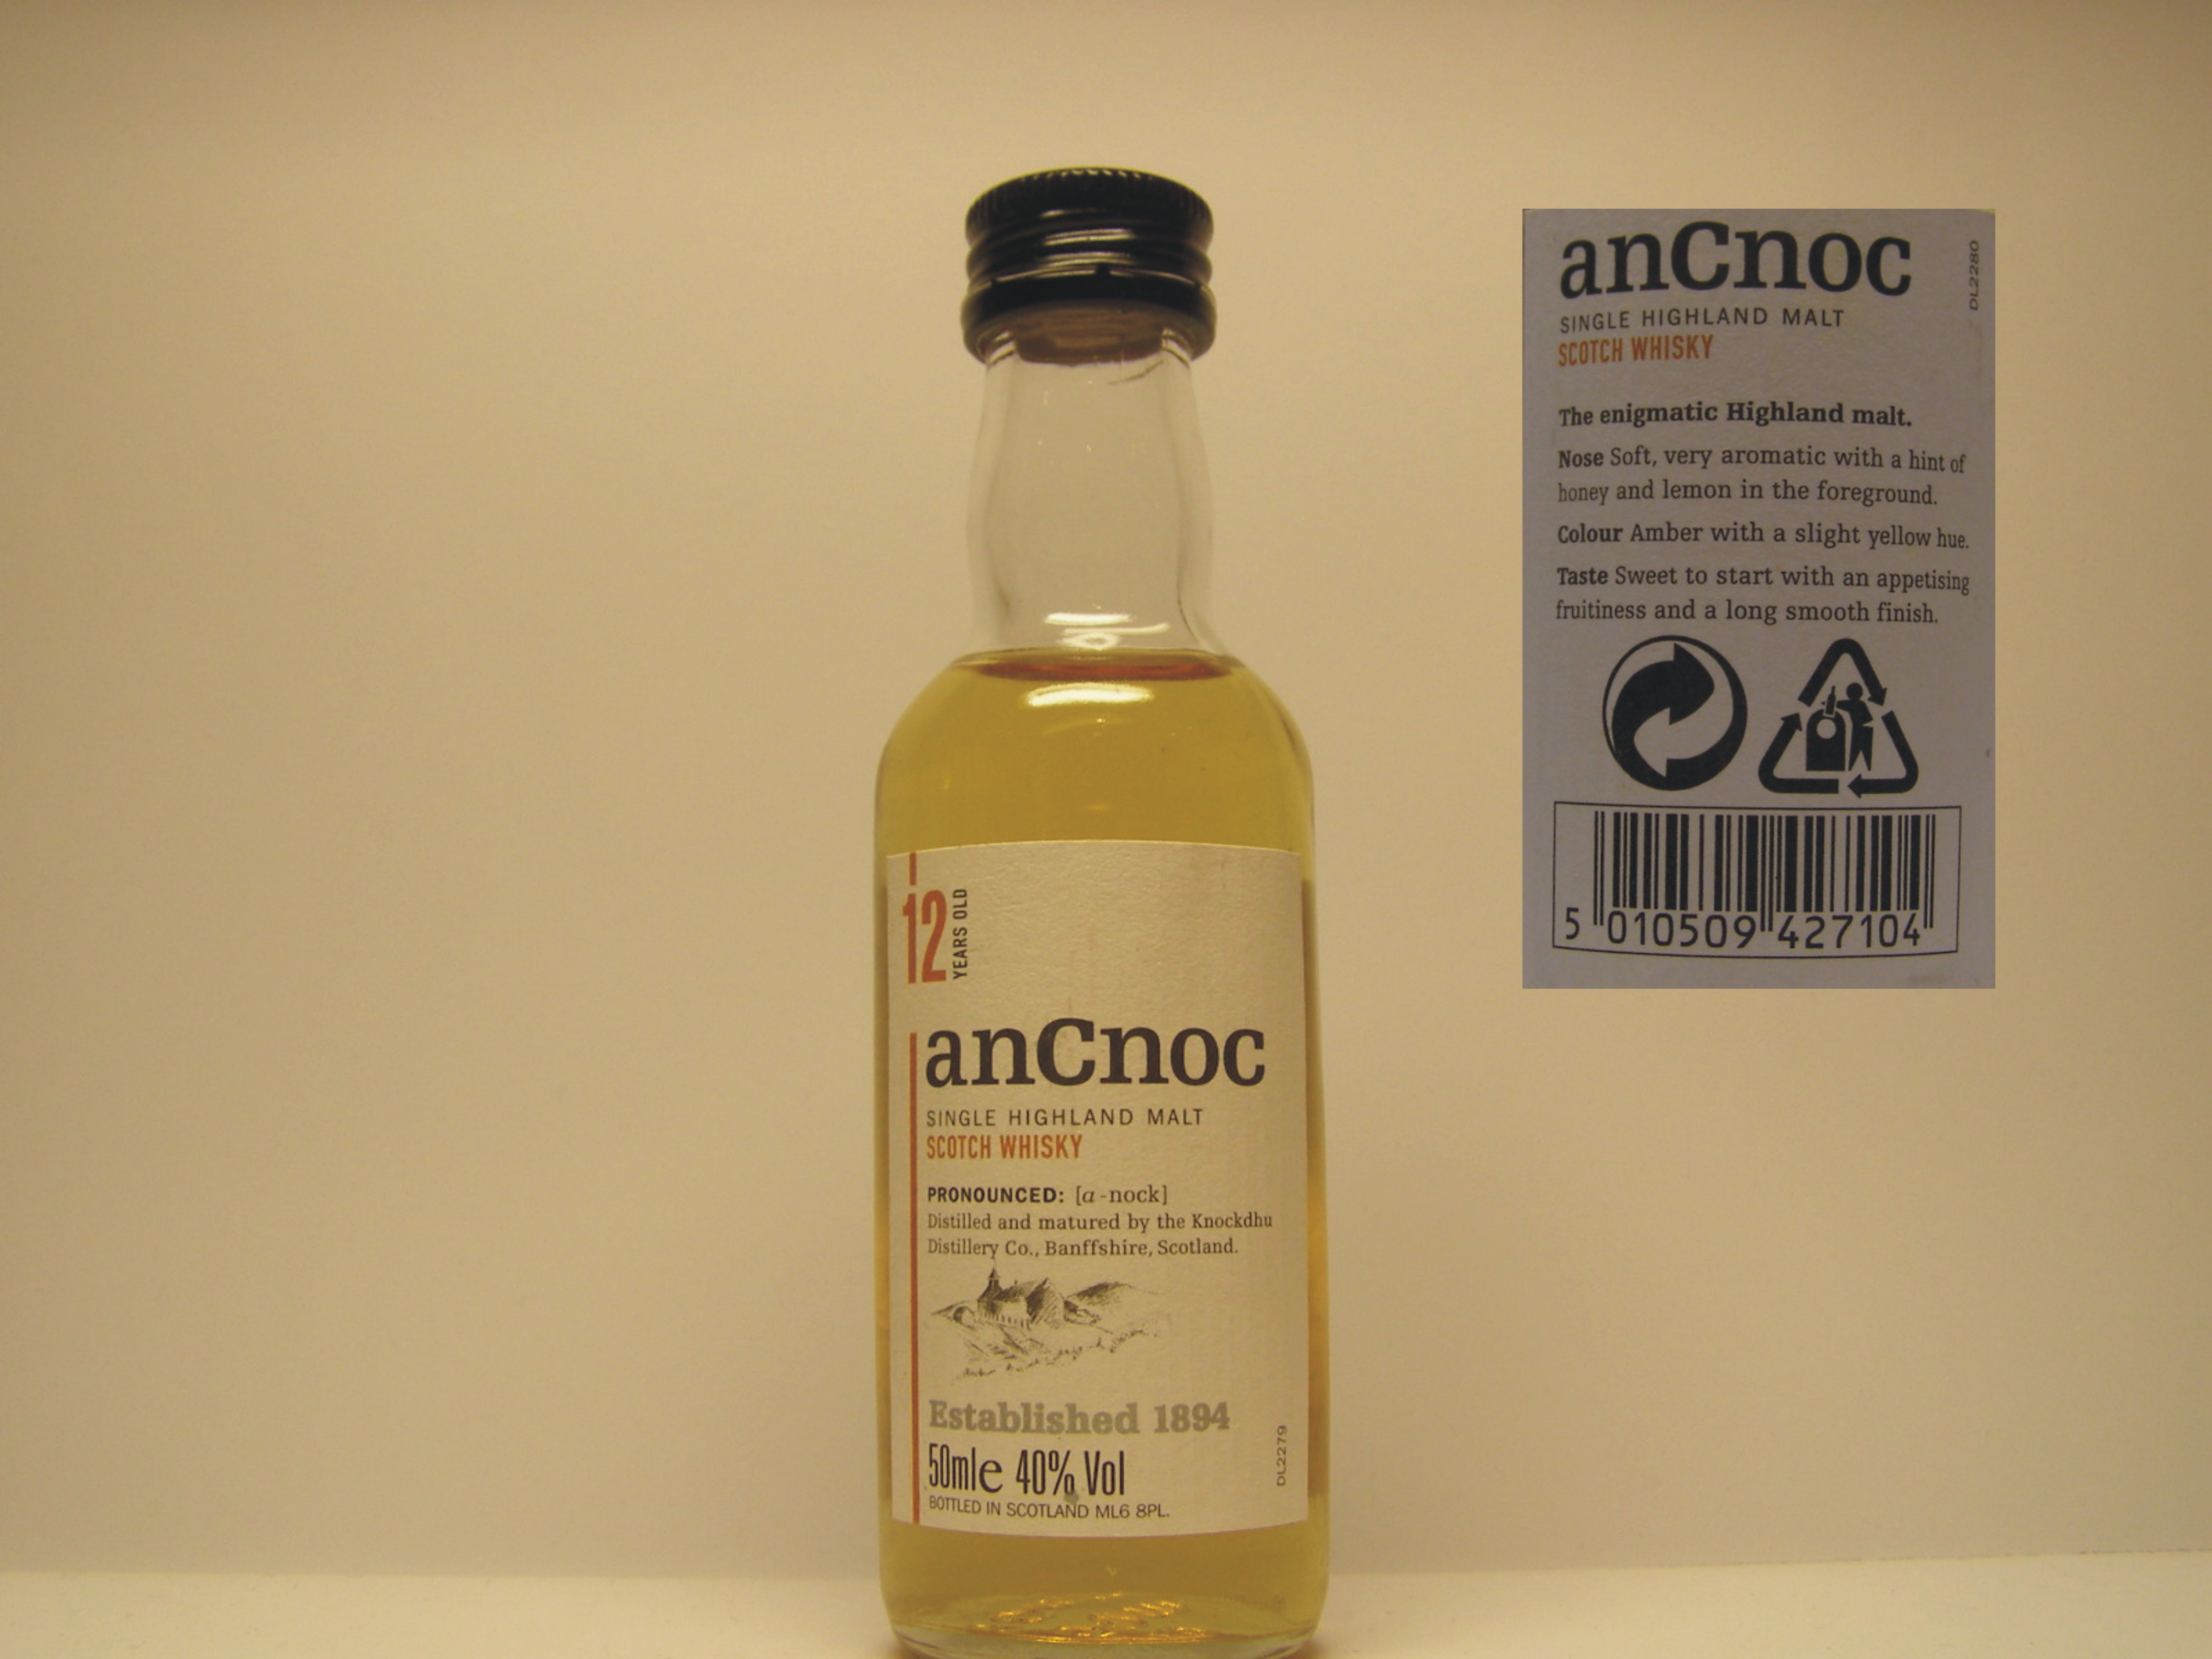 12
YEARS OLD
anCnoc
SINGLE HIGHLAND MALT
SCOTCH WHISKY
PRONOUNCED: [a-nock]
Distilled and matured by the Knockdhu
Distillery Co., Banffshire, Scotland.
Established 1894
50mle 40% Vol
BOTTLED IN SCOTLAND ML6 8PL.
DL2279
anCnoc
SINGLE HIGHLAND MALT
SCOTCH WHISKY
DL2280
The enigmatic Highland malt.
Nose Soft, very aromatic with a hint of
honey and lemon in the foreground.
Colour Amber with a slight yellow hue.
Taste Sweet to start with an appetising
fruitiness and a long smooth finish.
5 010509 427104